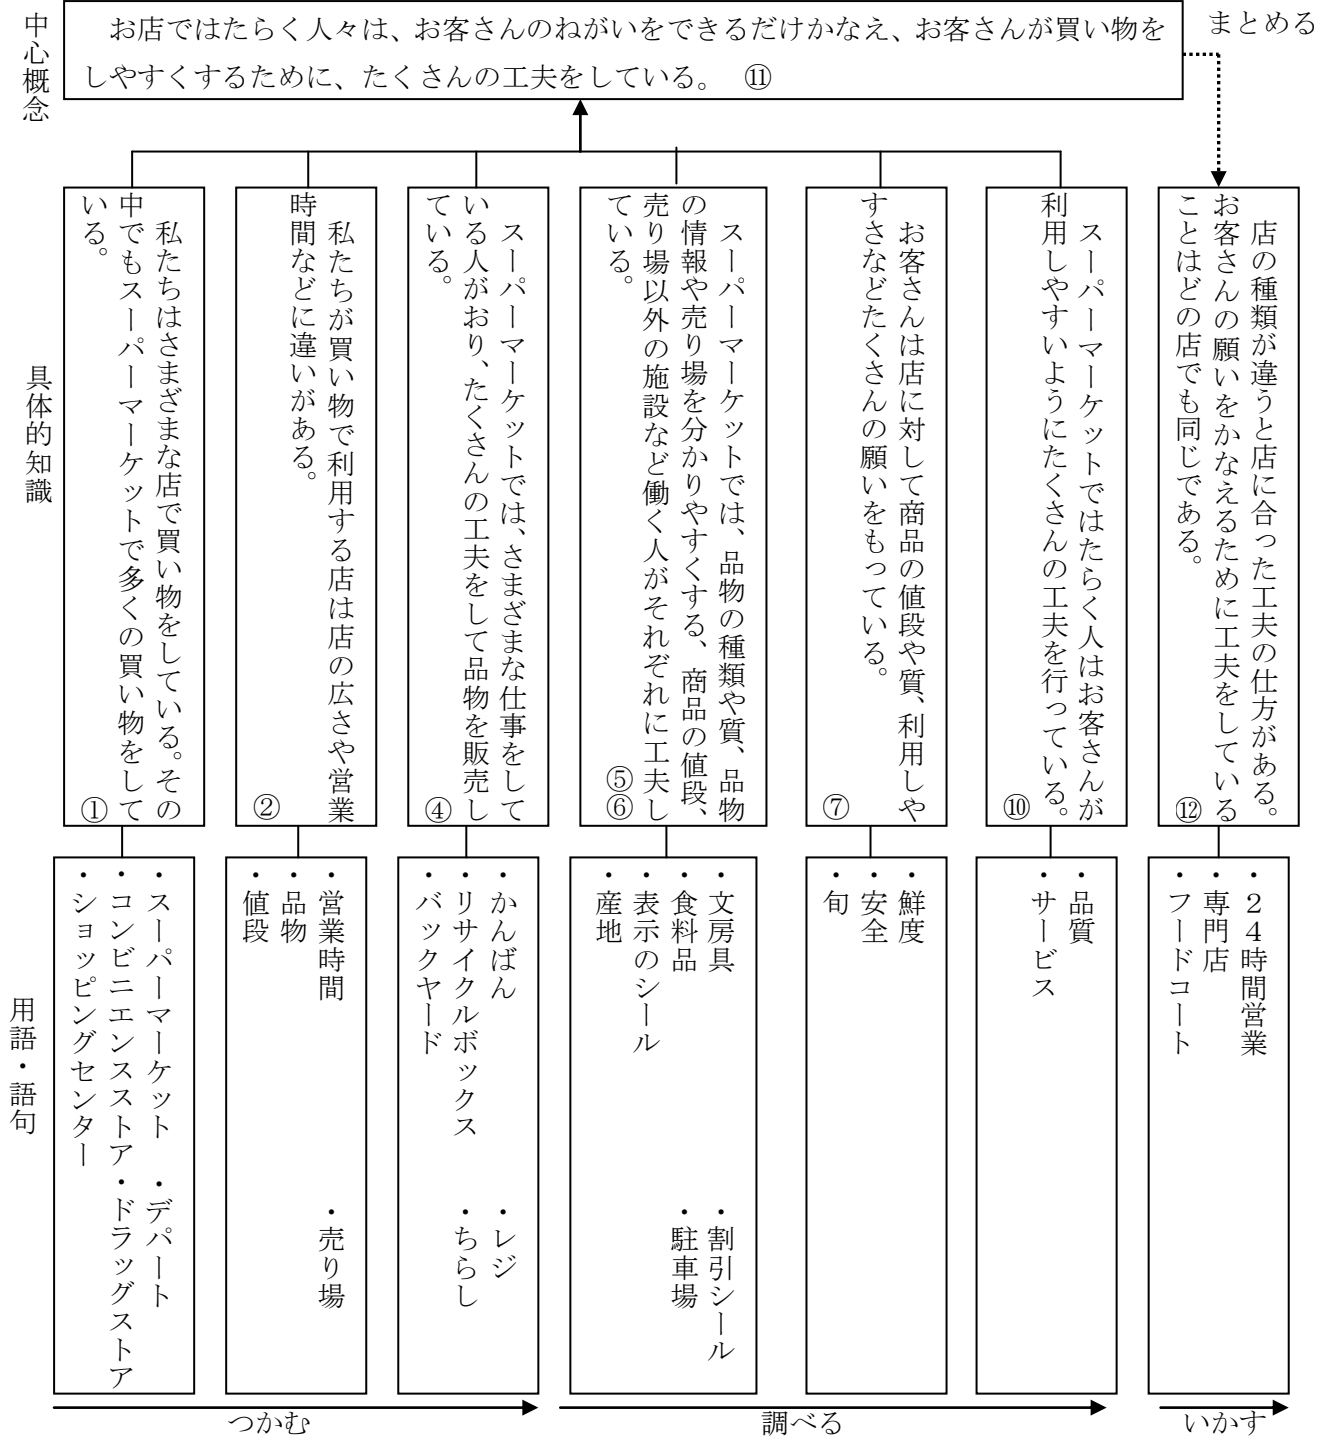 まとめる
中心概念
お店ではたらく人々は、お客さんのねがいをできるだけかなえ、お客さんが買い物を
しやすくするために、たくさんの工夫をしている。 ⑪
具体的知識
私たちはさまざまな店で買い物をしている。その
中でもスーパーマーケットで多くの買い物をして
いる。
①
私たちが買い物で利用する店は店の広さや営業
時間などに違いがある。
②
スーパーマーケットでは、さまざまな仕事をして
いる人がおり、たくさんの工夫をして品物を販売し
ている。
④
スーパーマーケットでは、品物の種類や質、品物
の情報や売り場を分かりやすくする、商品の値段、
売り場以外の施設など働く人がそれぞれに工夫し
ている。
⑤
⑥
お客さんは店に対して商品の値段や質、利用しや
すさなどたくさんの願いをもっている。
⑦
スーパーマーケットではたらく人はお客さんが
利用しやすいようにたくさんの工夫を行っている。
⑩
店の種類が違うと店に合った工夫の仕方がある。
お客さんの願いをかなえるために工夫をしている
ことはどの店でも同じである。
⑫
用語・語句
・スーパーマーケット ・デパート
・コンビニエンスストア・ドラッグストア
・ショッピングセンター
・営業時間 ・売り場
・品物
・値段
・かんばん ・レジ
・リサイクルボックス ・ちらし
・バックヤード
・文房具 ・割引シール
・食料品 ・駐車場
・表示のシール
・産地
・鮮度
・安全
・旬
・品質
・サービス
・24時間営業
・専門店
・フードコート
つかむ
調べる
いかす